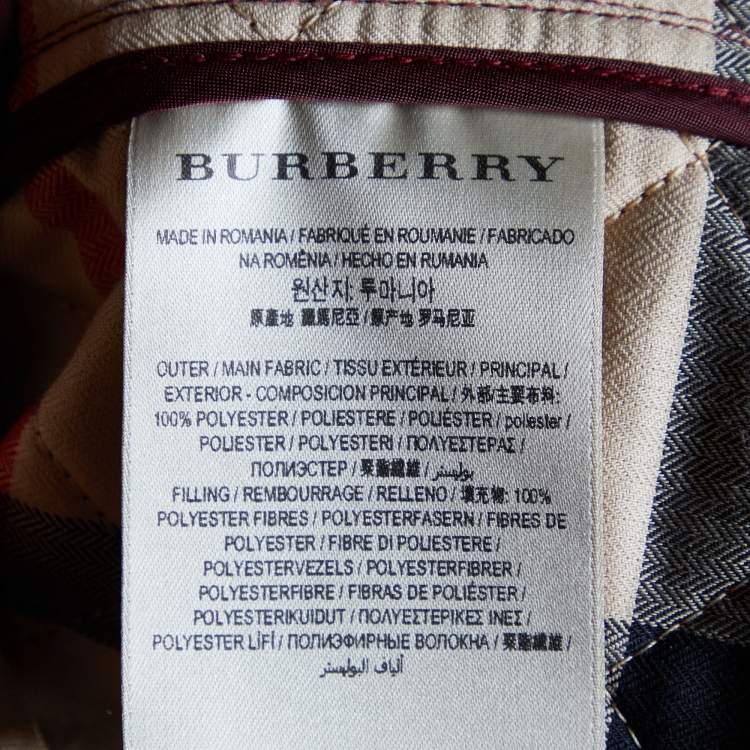 BURBERRY
MADE IN ROMANIA / FABRIQUÉ EN ROUMANIE / FABRICADO
NA ROMÊNIA / HECHO EN RUMANIA
원산지: 루마니아
原產地 羅馬尼亞 / 原产地 罗马尼亚
OUTER / MAIN FABRIC / TISSU EXTÉRIEUR / PRINCIPAL /
EXTERIOR - COMPOSICION PRINCIPAL / 外部/主要布料:
100% POLYESTER / POLIESTERE / POLIÉSTER / poliester /
POLIESTER / POLYESTERI / ΠΟΛΥΕΣΤΕΡΑΣ /
ПОЛИЭСТЕР / 聚酯纖維 / بوليستر /
FILLING / REMBOURRAGE / RELLENO / 填充物: 100%
POLYESTER FIBRES / POLYESTERFASERN / FIBRES DE
POLYESTER / FIBRE DI POLIESTERE /
POLYESTERVEZELS / POLYESTERFIBRER /
POLYESTERFIBRE / FIBRAS DE POLIÉSTER /
POLYESTERIKUIDUT / ΠΟΛΥΕΣΤΕΡΙΚΕΣ ΙΝΕΣ /
POLYESTER LİFİ / ПОЛИЭФИРНЫЕ ВОЛОКНА / 聚酯纖維 /
ألياف البوليستر